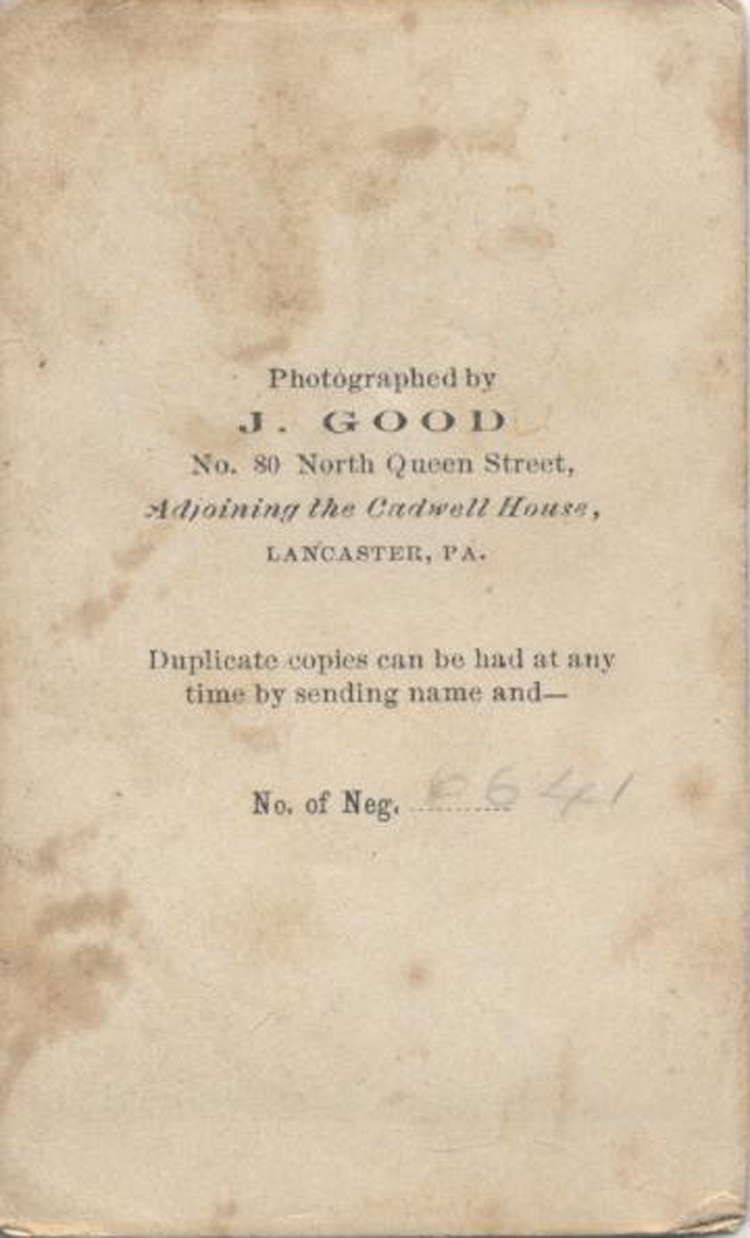 Photographed by
J. GOOD
No. 80 North Queen Street,
Adjoining the Cadwell House,
LANCASTER, PA.
Duplicate copies can be had at any
time by sending name and—
No. of Neg. 6641